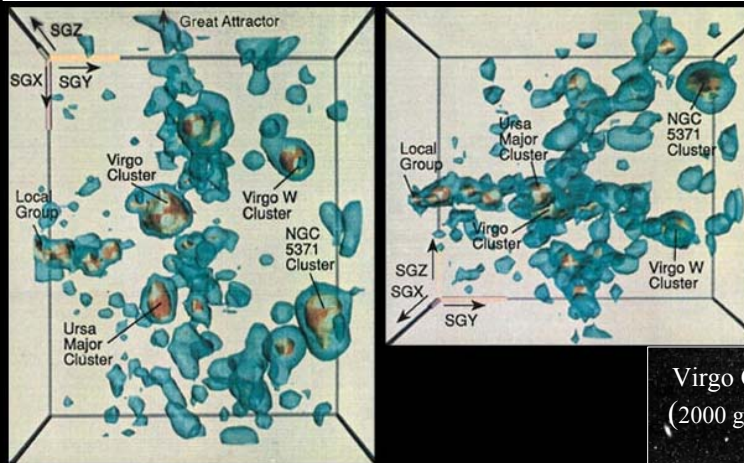 SGZ
Great Attractor
SGX
SGY
Virgo
Cluster
Virgo W
Cluster
Local
Group
NGC
5371
Cluster
Ursa
Major
Cluster
NGC
5371
Cluster
Ursa
Major
Cluster
Local
Group
Virgo
Cluster
Virgo W
Cluster
SGZ
SGX
SGY
Virgo
(2000